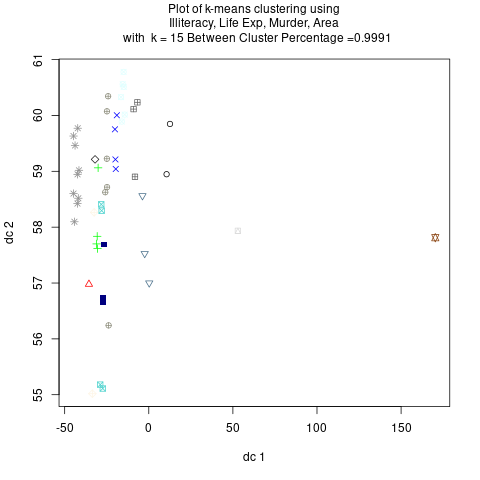 Plot of k-means clustering using
Illiteracy, Life Exp, Murder, Area
with k = 15 Between Cluster Percentage =0.9991
61
60
59
58
57
56
55
dc 2
-50 0 50 100 150
dc 1